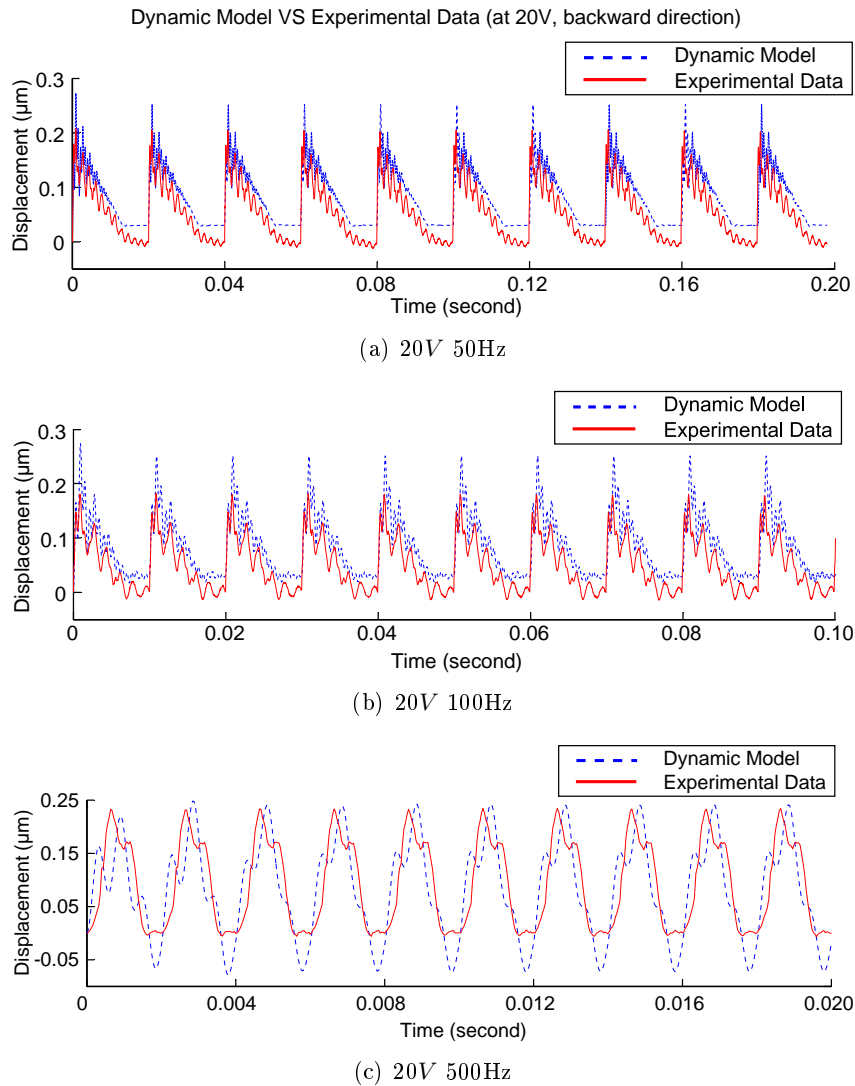 Dynamic Model VS Experimental Data (at 20V, backward direction)
Dynamic Model
Experimental Data
Displacement (µm)
0.3
0.2
0.1
0
0 0.04 0.08 0.12 0.16 0.20
Time (second)
(a) 20V 50Hz
Dynamic Model
Experimental Data
Displacement (µm)
0.3
0.2
0.1
0
0 0.02 0.04 0.06 0.08 0.10
Time (second)
(b) 20V 100Hz
Dynamic Model
Experimental Data
Displacement (µm)
0.25
0.15
0.05
-0.05
0 0.004 0.008 0.012 0.016 0.020
Time (second)
(c) 20V 500Hz